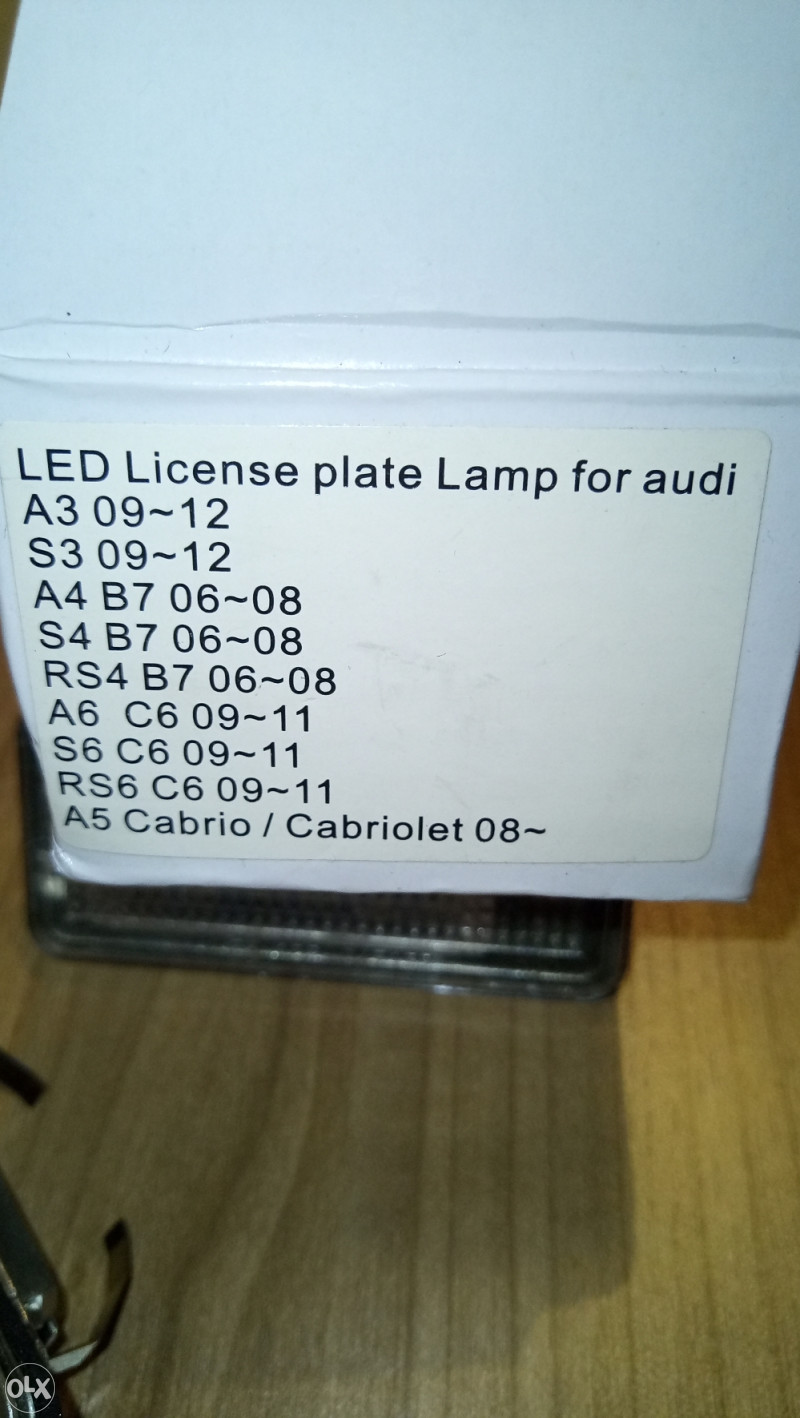 LED License plate Lamp for audi
A3 09~12
S3 09~12
A4 B7 06~08
S4 B7 06~08
RS4 B7 06~08
A6 C6 09~11
S6 C6 09~11
RS6 C6 09~11
A5 Cabrio / Cabriolet 08~
OLX